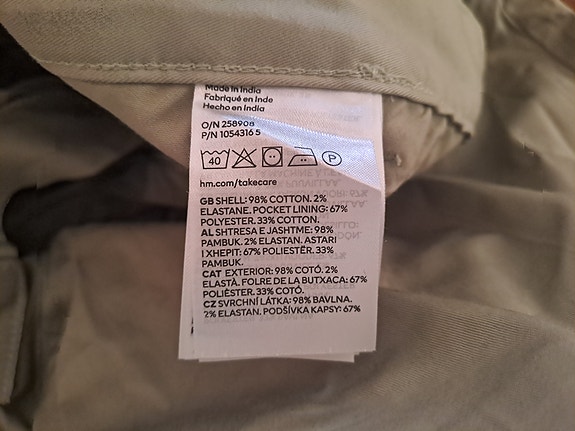 Made in India
Fabriqué en Inde
Hecho en India
O/N 258908
P/N 1054316 5
40 P
hm.com/takecare
GB SHELL: 98% COTTON. 2%
ELASTANE. POCKET LINING: 67%
POLYESTER. 33% COTTON.
AL SHTRESA E JASHTME: 98%
PAMBUK. 2% ELASTAN. ASTARI
I XHEPIT: 67% POLIESTËR. 33%
PAMBUK.
CAT EXTERIOR: 98% COTÓ. 2%
ELASTÀ. FOLRE DE LA BUTXACA: 67%
POLIÈSTER. 33% COTÓ.
CZ SVRCHNÍ LÁTKA: 98% BAVLNA.
2% ELASTAN. PODŠÍVKA KAPSY: 67%